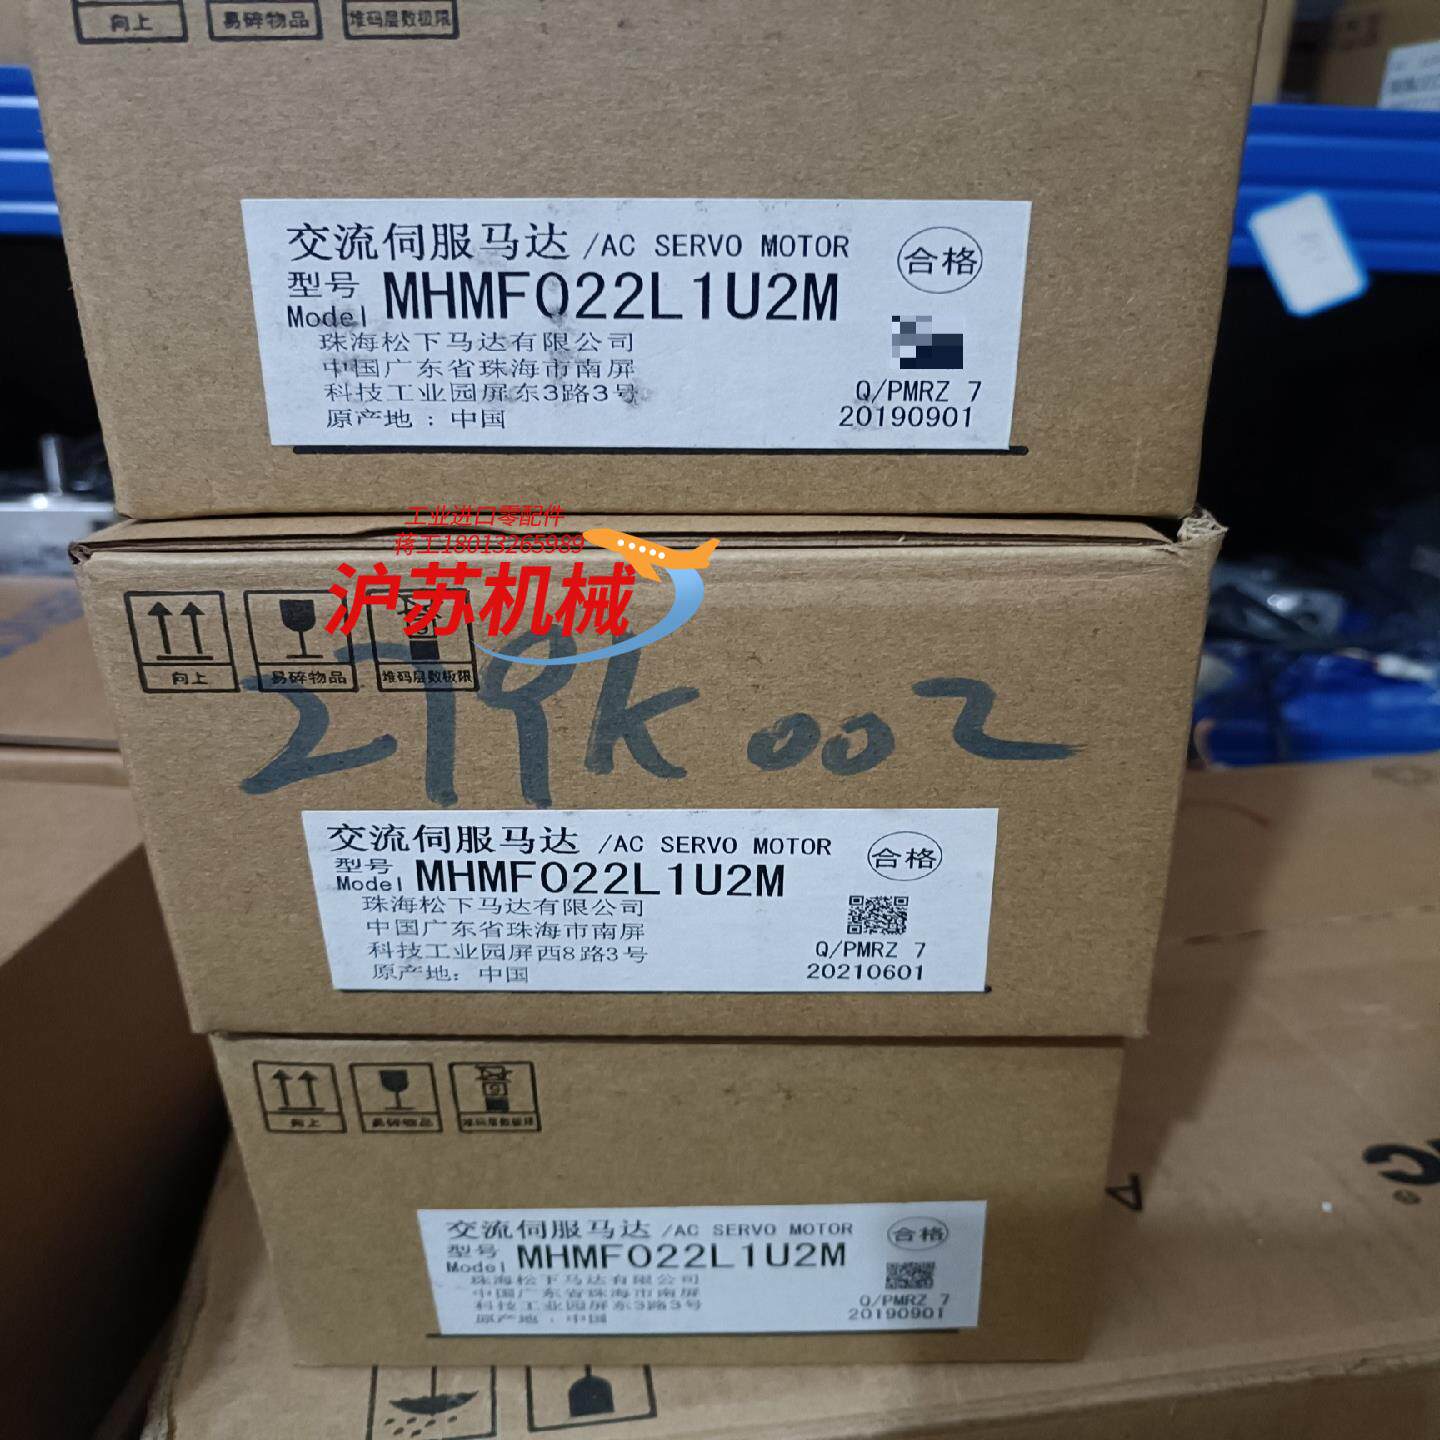 向上
易碎物品
堆码层数极限
交流伺服马达 /AC SERVO MOTOR
合格
型号
Model MHMF022L1U2M
珠海松下马达有限公司
中国广东省珠海市南屏
科技工业园屏东3路3号
原产地：中国
Q/PMRZ 7
20190901
工业进口零配件
蒋工18013265989
沪苏机械
向上
易碎物品
堆码层数极限
279K002
交流伺服马达 /AC SERVO MOTOR
合格
型号
Model MHMF022L1U2M
珠海松下马达有限公司
中国广东省珠海市南屏
科技工业园屏西8路3号
原产地：中国
Q/PMRZ 7
20210601
向上
易碎物品
堆码层数极限
交流伺服马达 /AC SERVO MOTOR
合格
型号
Model MHMF022L1U2M
珠海松下马达有限公司
中国广东省珠海市南屏
科技工业园屏东3路3号
原产地：中国
Q/PMRZ 7
20190901